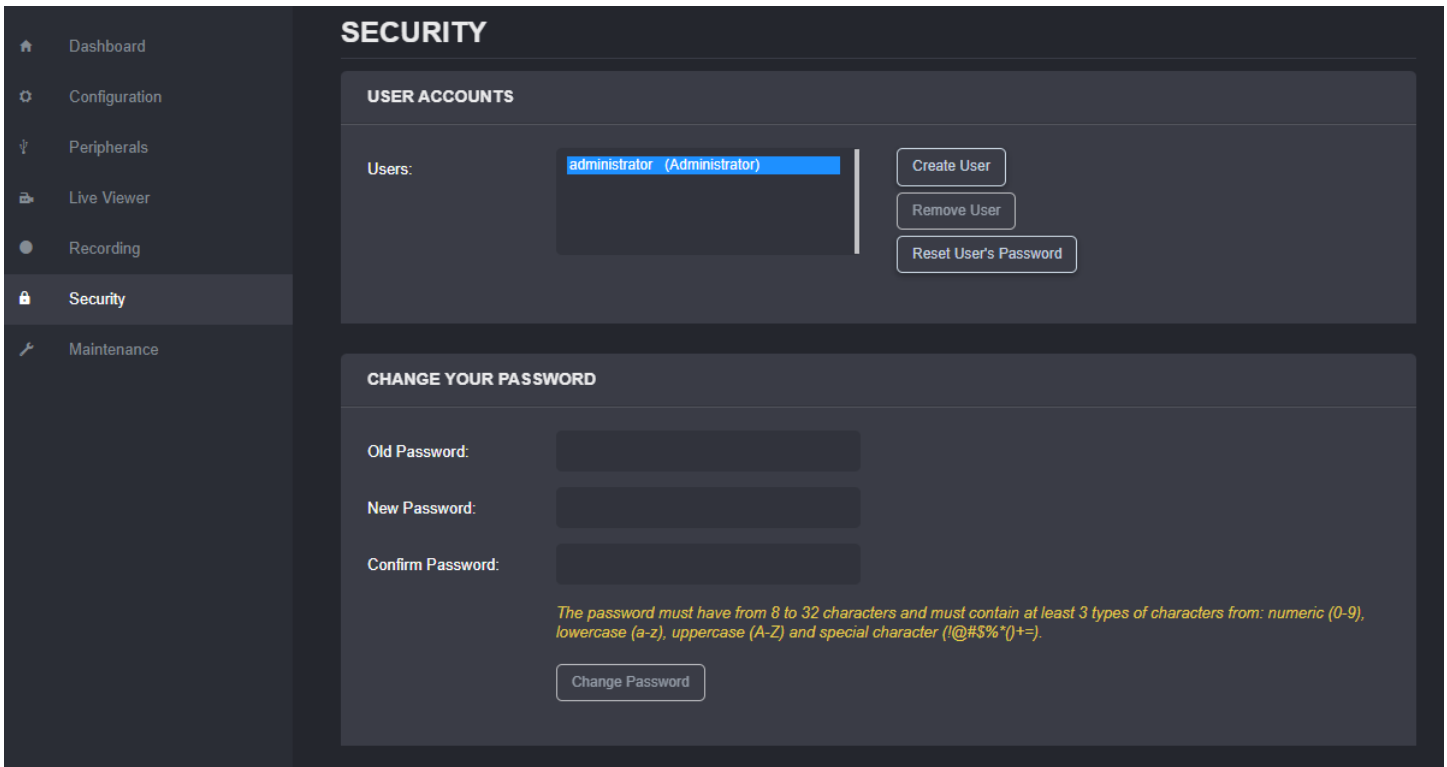 Dashboard
Configuration
Peripherals
Live Viewer
Recording
Security
Maintenance
SECURITY
USER ACCOUNTS
Users:
administrator (Administrator)
Create User
Remove User
Reset User's Password
CHANGE YOUR PASSWORD
Old Password:
New Password:
Confirm Password:
The password must have from 8 to 32 characters and must contain at least 3 types of characters from: numeric (0-9),
lowercase (a-z), uppercase (A-Z) and special character (!@#$%*()+=).
Change Password